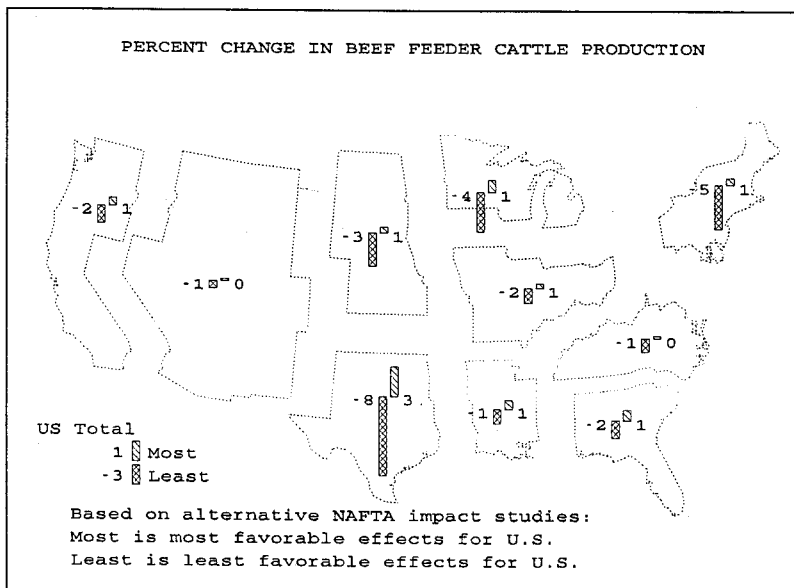 PERCENT CHANGE IN BEEF FEEDER CATTLE PRODUCTION
-4 1
-5 1
-2 1
-3 1
-1 0
-2 1
-1 0
-8 3
-1 1
-2 1
US Total
1 Most
-3 Least
Based on alternative NAFTA impact studies:
Most is most favorable effects for U.S.
Least is least favorable effects for U.S.